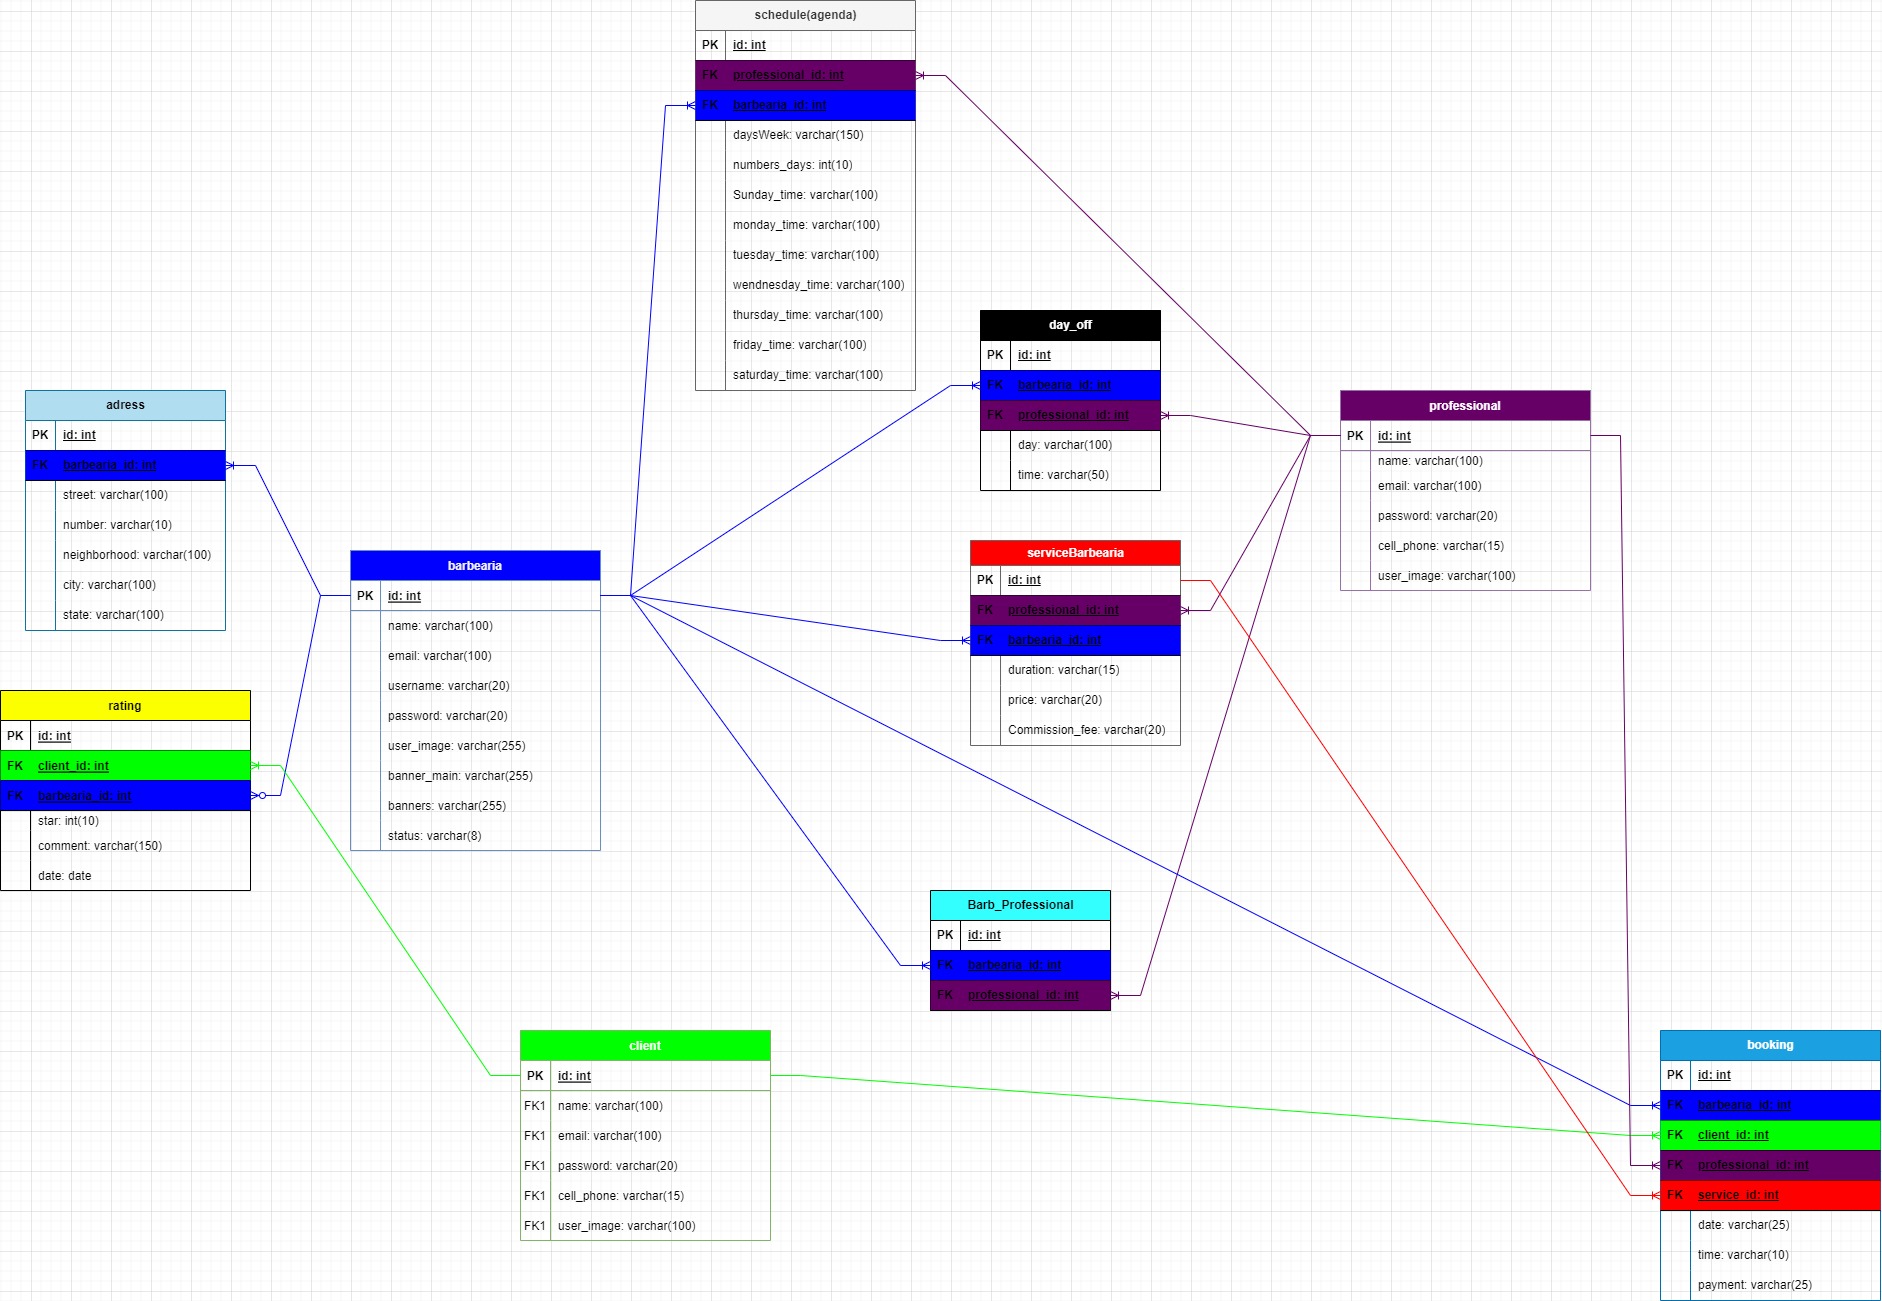 schedule(agenda)
PK id: int
FK professional_id: int
FK barbearia_id: int
daysWeek: varchar(150)
numbers_days: int(10)
Sunday_time: varchar(100)
monday_time: varchar(100)
tuesday_time: varchar(100)
wendnesday_time: varchar(100)
thursday_time: varchar(100)
friday_time: varchar(100)
saturday_time: varchar(100)
day_off
PK id: int
FK barbearia_id: int
FK professional_id: int
day: varchar(100)
time: varchar(50)
professional
PK id: int
name: varchar(100)
email: varchar(100)
password: varchar(20)
cell_phone: varchar(15)
user_image: varchar(100)
adress
PK id: int
FK barbearia_id: int
street: varchar(100)
number: varchar(10)
neighborhood: varchar(100)
city: varchar(100)
state: varchar(100)
barbearia
PK id: int
name: varchar(100)
email: varchar(100)
username: varchar(20)
password: varchar(20)
user_image: varchar(255)
banner_main: varchar(255)
banners: varchar(255)
status: varchar(8)
serviceBarbearia
PK id: int
FK professional_id: int
FK barbearia_id: int
duration: varchar(15)
price: varchar(20)
Commission_fee: varchar(20)
rating
PK id: int
FK client_id: int
FK barbearia_id: int
star: int(10)
comment: varchar(150)
date: date
Barb_Professional
PK id: int
FK barbearia_id: int
FK professional_id: int
client
PK id: int
FK1 name: varchar(100)
FK1 email: varchar(100)
FK1 password: varchar(20)
FK1 cell_phone: varchar(15)
FK1 user_image: varchar(100)
booking
PK id: int
FK barbearia_id: int
FK client_id: int
FK professional_id: int
FK service_id: int
date: varchar(25)
time: varchar(10)
payment: varchar(25)